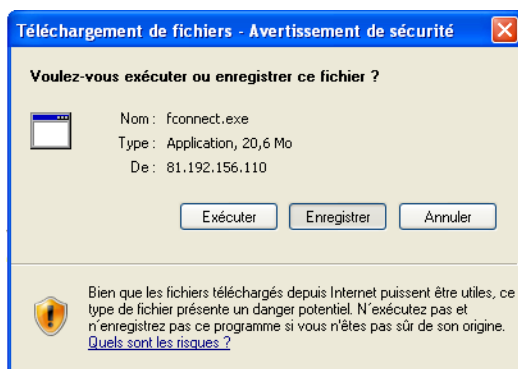 Téléchargement de fichiers - Avertissement de sécurité
Voulez-vous exécuter ou enregistrer ce fichier ?
Nom : fconnect.exe
Type : Application, 20,6 Mo
De : 81.192.156.110
Exécuter Enregistrer Annuler
Bien que les fichiers téléchargés depuis Internet puissent être utiles, ce
type de fichier présente un danger potentiel. N'exécutez pas et
n'enregistrez pas ce programme si vous n'êtes pas sûr de son origine.
Quels sont les risques ?